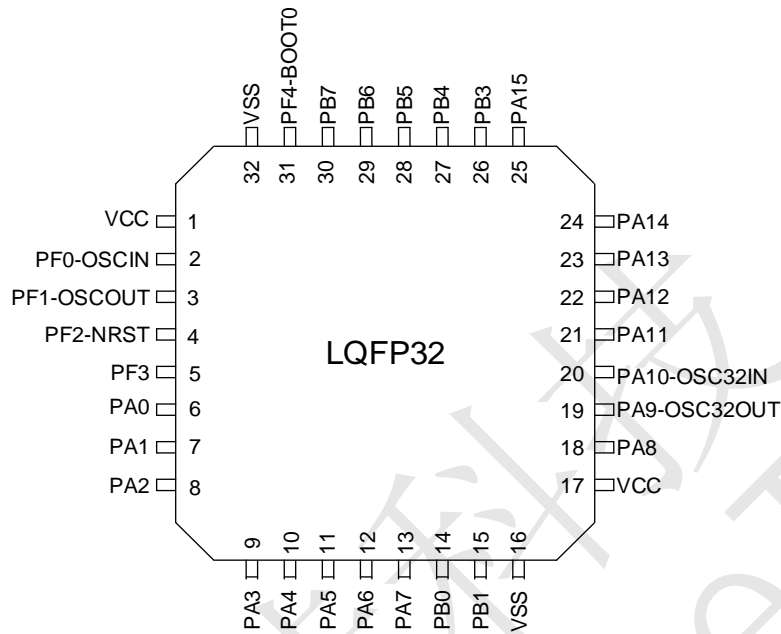 VSS
PF4-BOOT0
PB7
PB6
PB5
PB4
PB3
PA15
32
31
30
29
28
27
26
25
VCC 1
PF0-OSCIN 2
PF1-OSCOUT 3
PF2-NRST 4
PF3 5
PA0 6
PA1 7
PA2 8
LQFP32
24 PA14
23 PA13
22 PA12
21 PA11
20 PA10-OSC32IN
19 PA9-OSC32OUT
18 PA8
17 VCC
9
10
11
12
13
14
15
16
PA3
PA4
PA5
PA6
PA7
PB0
PB1
VSS
科技